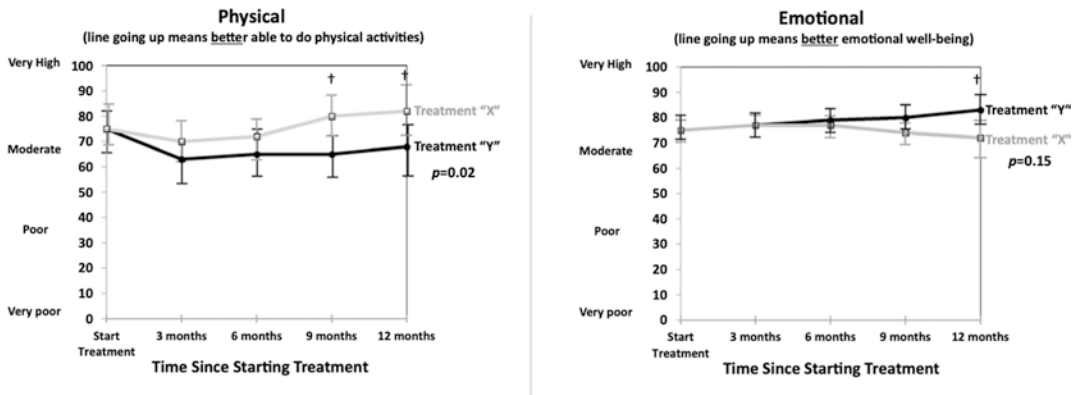 Physical
(line going up means better able to do physical activities)
Very High
Moderate
Poor
Very poor
100
90
80
70
60
50
40
30
20
10
0
†
†
Treatment “X”
Treatment “Y”
p=0.02
Start Treatment
3 months
6 months
9 months
12 months
Time Since Starting Treatment
Emotional
(line going up means better emotional well-being)
Very High
Moderate
Poor
Very poor
100
90
80
70
60
50
40
30
20
10
0
†
Treatment “Y”
Treatment “X”
p=0.15
Start
Treatment
3 months
6 months
9 months
12 months
Time Since Starting Treatment